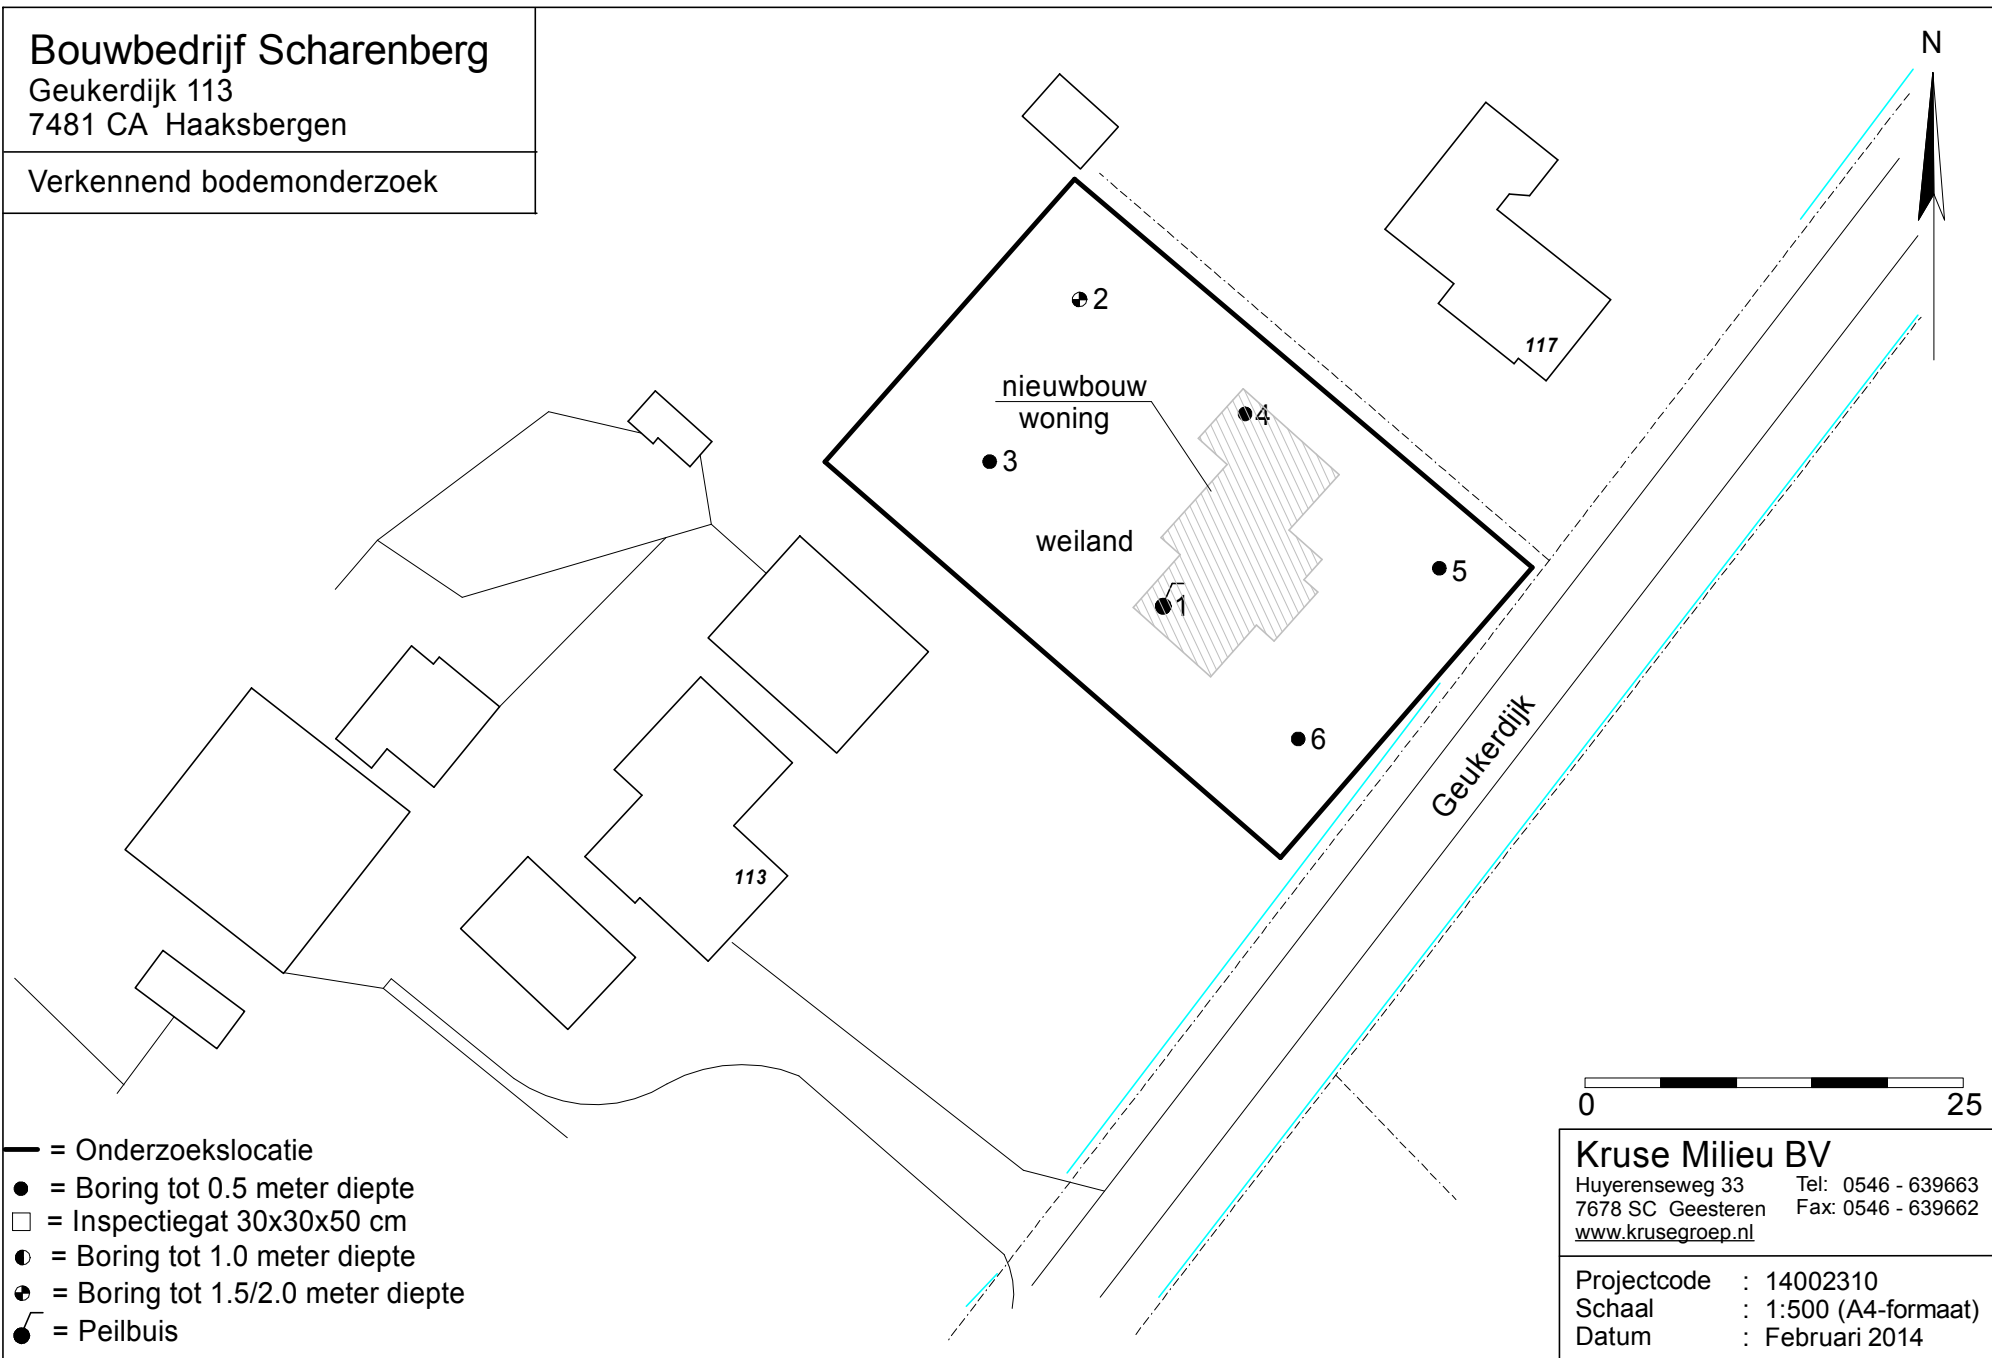 Bouwbedrijf Scharenberg
Geukerdijk 113
7481 CA Haaksbergen
Verkennend bodemonderzoek
N
117
2
nieuwbouw
woning
4
3
weiland
5
1
6
Geukerdijk
113
0 25
= Onderzoekslocatie
= Boring tot 0.5 meter diepte
= Inspectiegat 30x30x50 cm
= Boring tot 1.0 meter diepte
= Boring tot 1.5/2.0 meter diepte
= Peilbuis
Kruse Milieu BV
Huyerenseweg 33 Tel: 0546 - 639663
7678 SC Geesteren Fax: 0546 - 639662
www.krusegroep.nl
Projectcode : 14002310
Schaal : 1:500 (A4-formaat)
Datum : Februari 2014